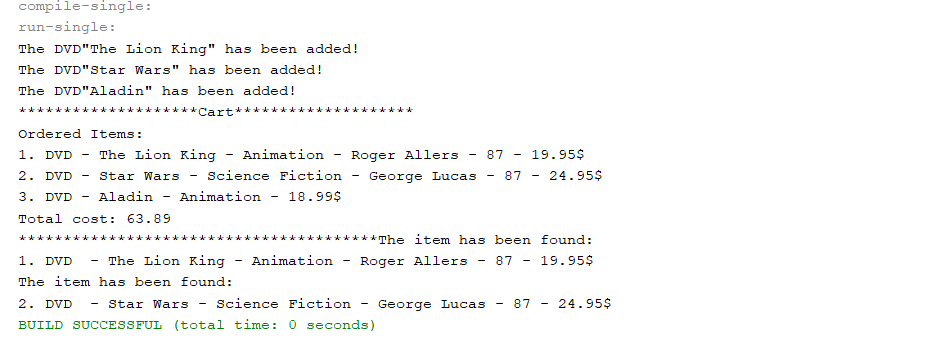 compile-single:
run-single:
The DVD"The Lion King" has been added!
The DVD"Star Wars" has been added!
The DVD"Aladin" has been added!
********************Cart********************
Ordered Items:
1. DVD - The Lion King - Animation - Roger Allers - 87 - 19.95$
2. DVD - Star Wars - Science Fiction - George Lucas - 87 - 24.95$
3. DVD - Aladin - Animation - 18.99$
Total cost: 63.89
****************************************The item has been found:
1. DVD  - The Lion King - Animation - Roger Allers - 87 - 19.95$
The item has been found:
2. DVD  - Star Wars - Science Fiction - George Lucas - 87 - 24.95$
BUILD SUCCESSFUL (total time: 0 seconds)